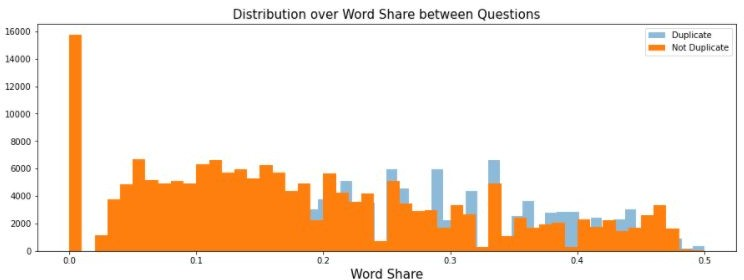 Distribution over Word Share between Questions
Duplicate
Not Duplicate
16000
14000
12000
10000
8000
6000
4000
2000
0
0.0 0.1 0.2 0.3 0.4 0.5
Word Share